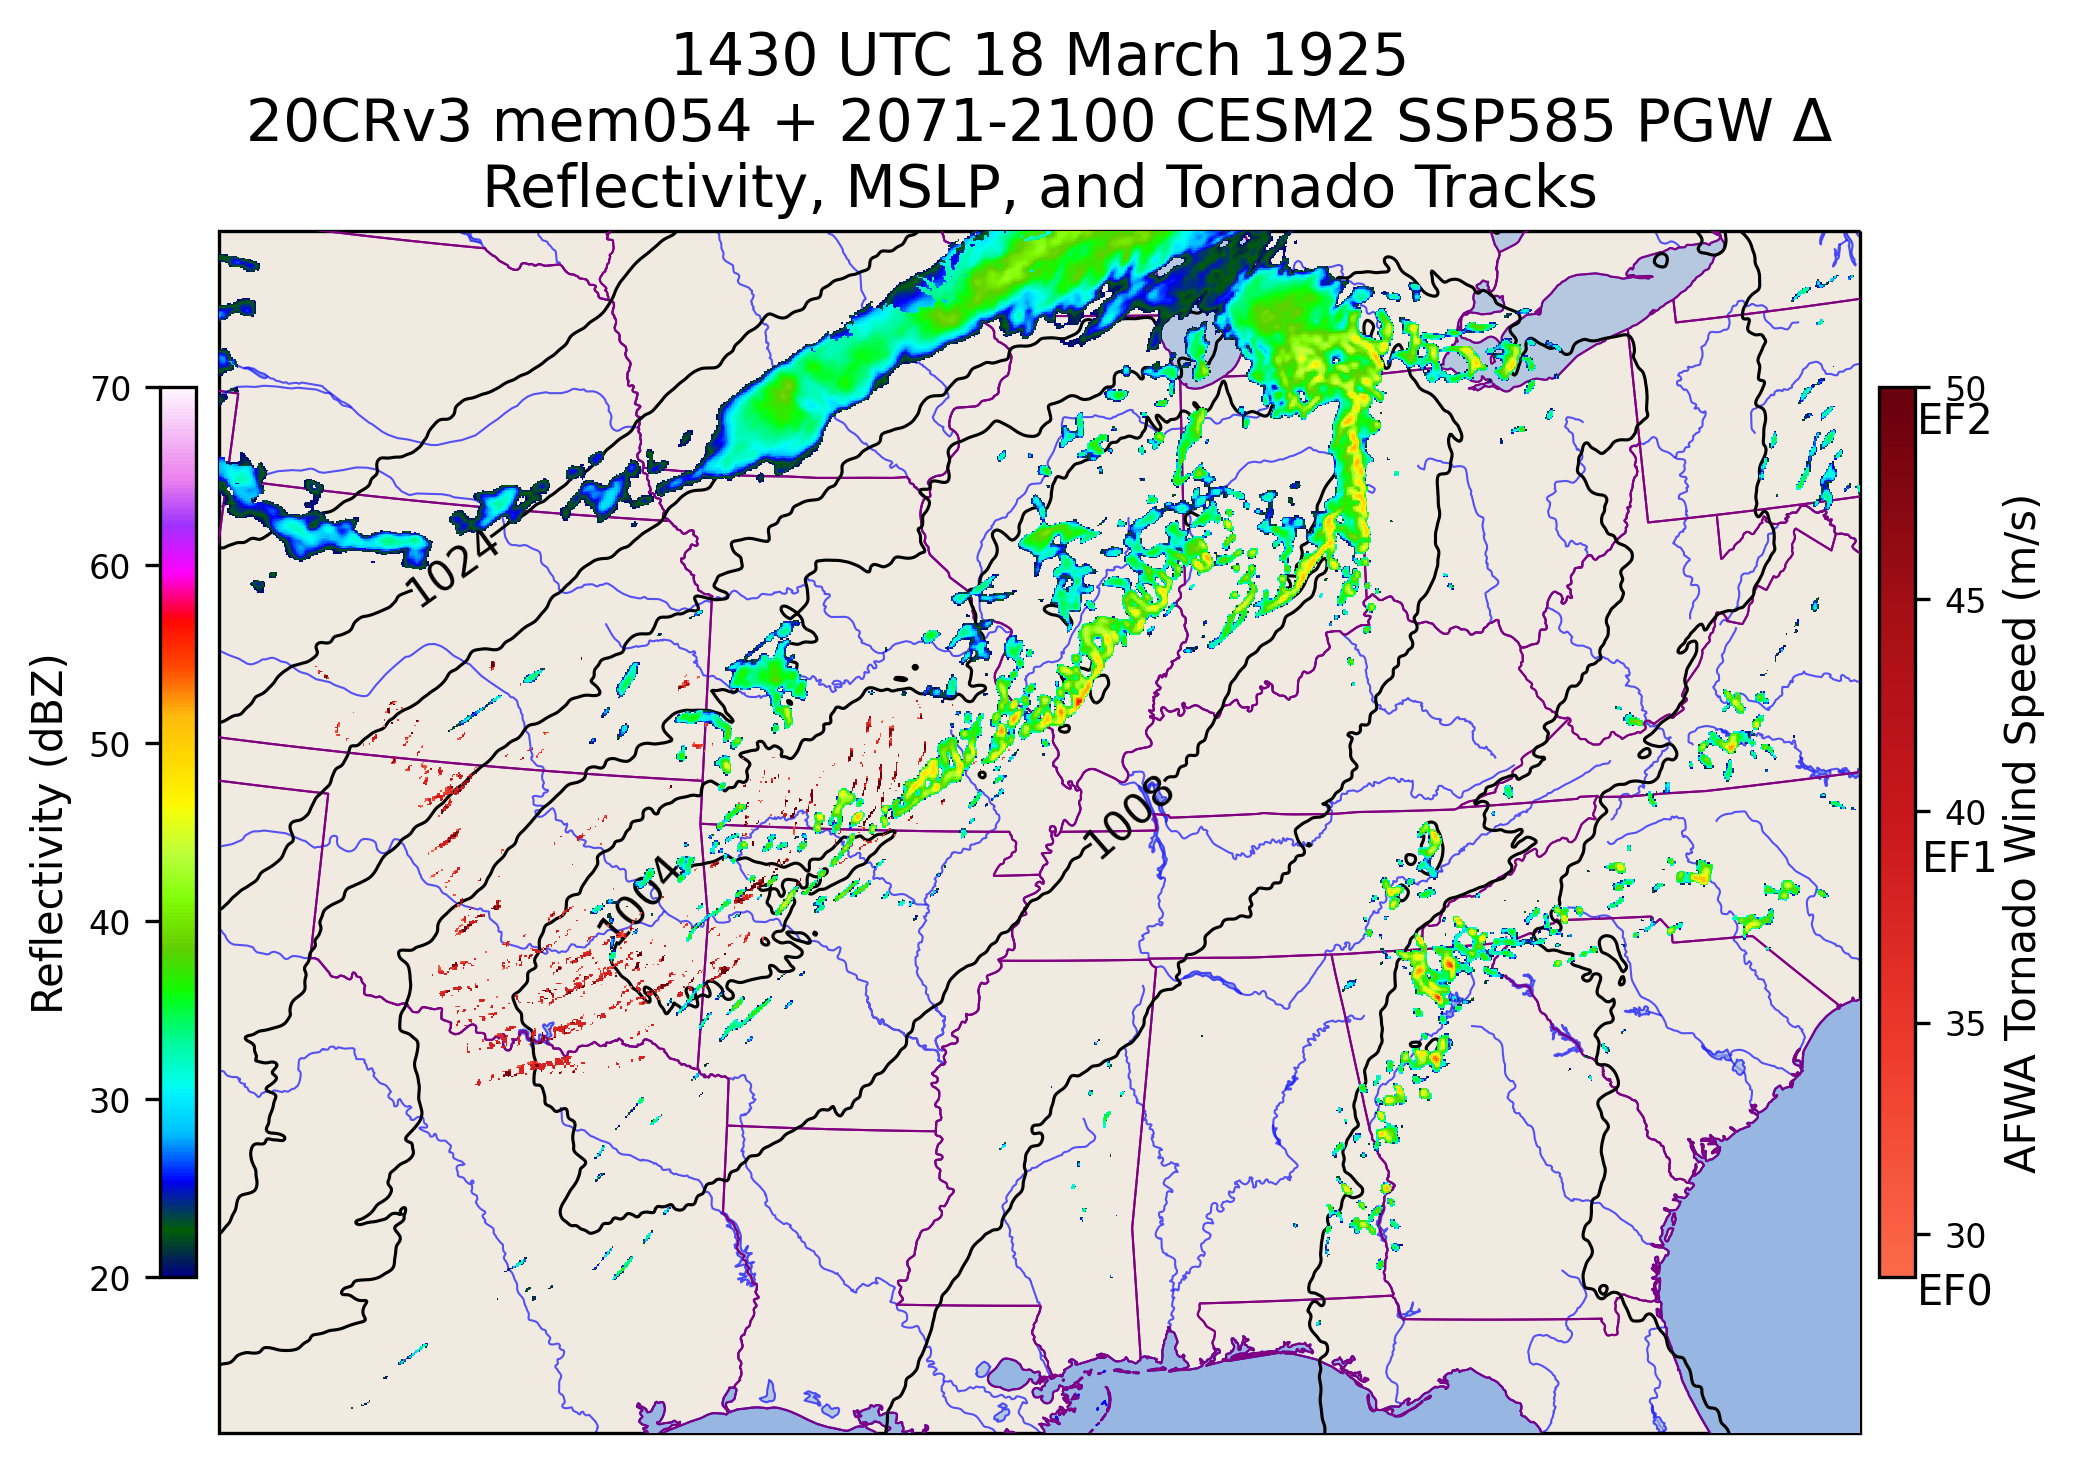 1430 UTC 18 March 1925
20CRv3 mem054 + 2071-2100 CESM2 SSP585 PGW Δ
Reflectivity, MSLP, and Tornado Tracks
70
60
50
40
30
20
Reflectivity (dBZ)
1024
1008
1004
50
EF2
45
40
EF1
35
30
EF0
AFWA Tornado Wind Speed (m/s)